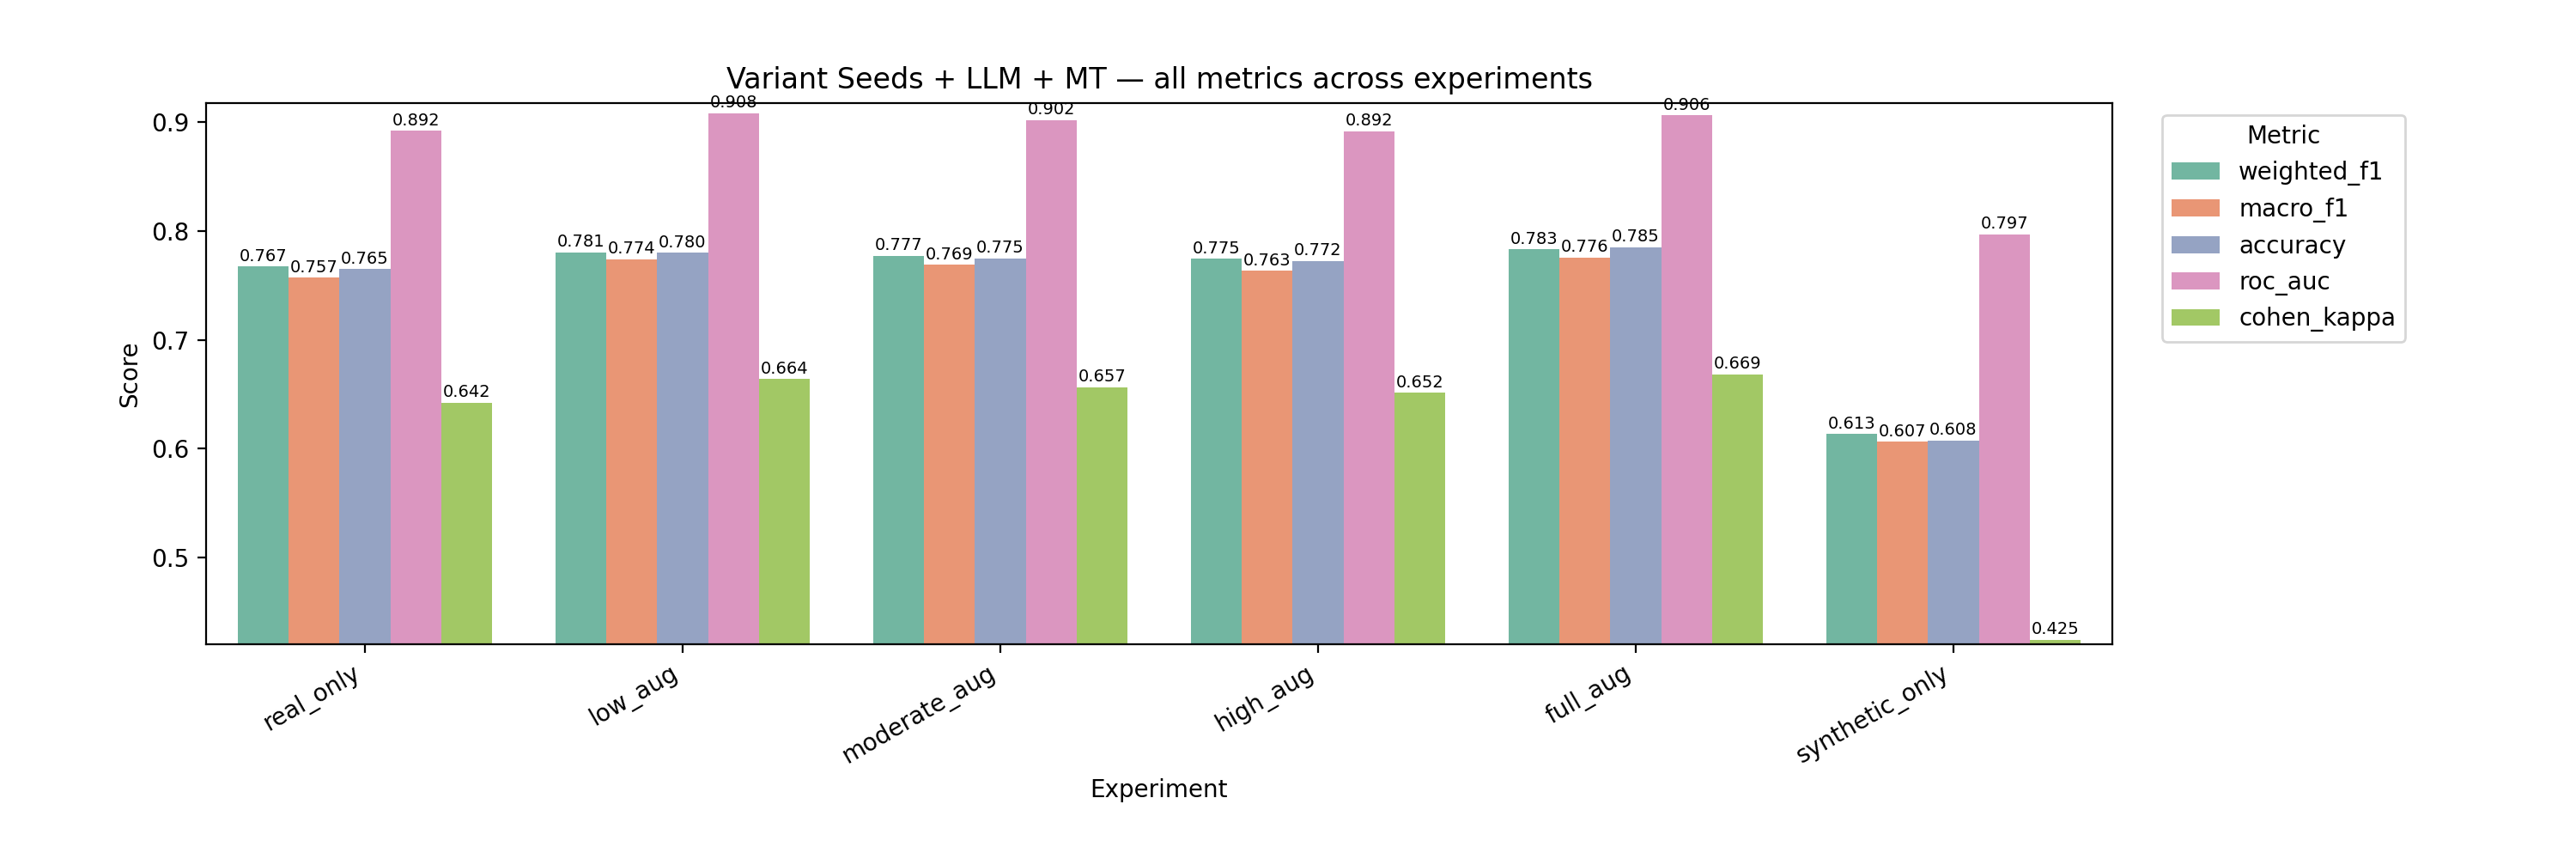 Variant Seeds + LLM + MT — all metrics across experiments
Score
0.9
0.8
0.7
0.6
0.5
0.767 0.757 0.765 0.892 0.642
0.781 0.774 0.780 0.908 0.664
0.777 0.769 0.775 0.902 0.657
0.775 0.763 0.772 0.892 0.652
0.783 0.776 0.785 0.906 0.669
0.613 0.607 0.608 0.797 0.425
real_only
low_aug
moderate_aug
high_aug
full_aug
synthetic_only
Experiment
Metric
weighted_f1
macro_f1
accuracy
roc_auc
cohen_kappa